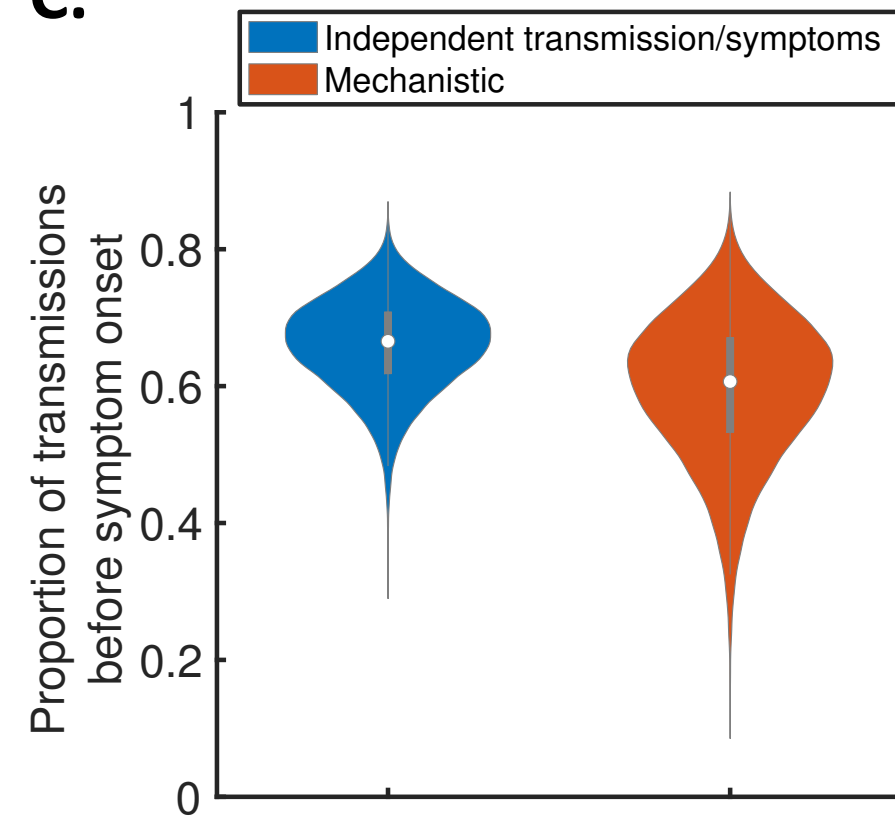 C.
Independent transmission/symptoms
Mechanistic
Proportion of transmissions
before symptom onset
1
0.8
0.6
0.4
0.2
0